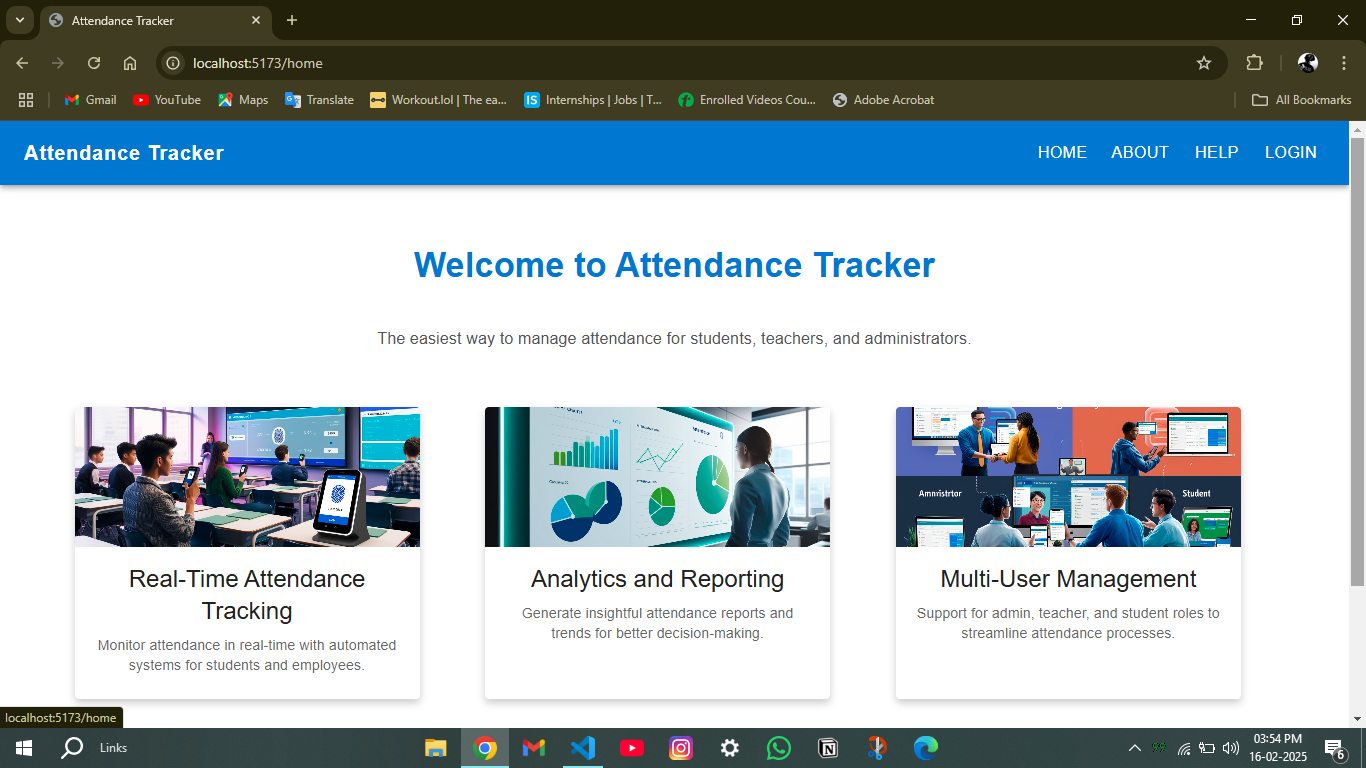 Attendance Tracker
localhost:5173/home
Gmail
YouTube
Maps
Translate
Workout.lol | The ea...
Internships | Jobs | T...
Enrolled Videos Cou...
Adobe Acrobat
All Bookmarks
Attendance Tracker
HOME
ABOUT
HELP
LOGIN
Welcome to Attendance Tracker
The easiest way to manage attendance for students, teachers, and administrators.
Amnistrtor
Student
Real-Time Attendance
Tracking
Monitor attendance in real-time with automated
systems for students and employees.
Analytics and Reporting
Generate insightful attendance reports and
trends for better decision-making.
Multi-User Management
Support for admin, teacher, and student roles to
streamline attendance processes.
localhost:5173/home
Links
03:54 PM
16-02-2025
6